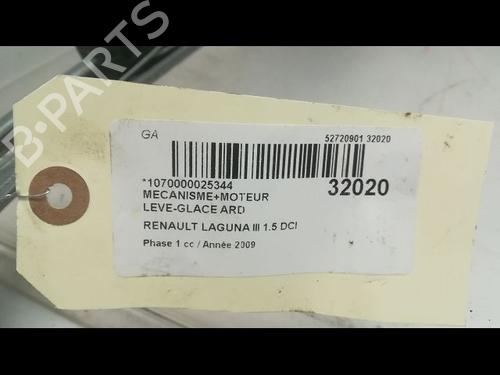 B-PARTS
GA
52720901 32020
*1070000025344
32020
MECANISME+MOTEUR
LEVE-GLACE ARD
RENAULT LAGUNA III 1.5 DCI
Phase 1 cc / Année 2009